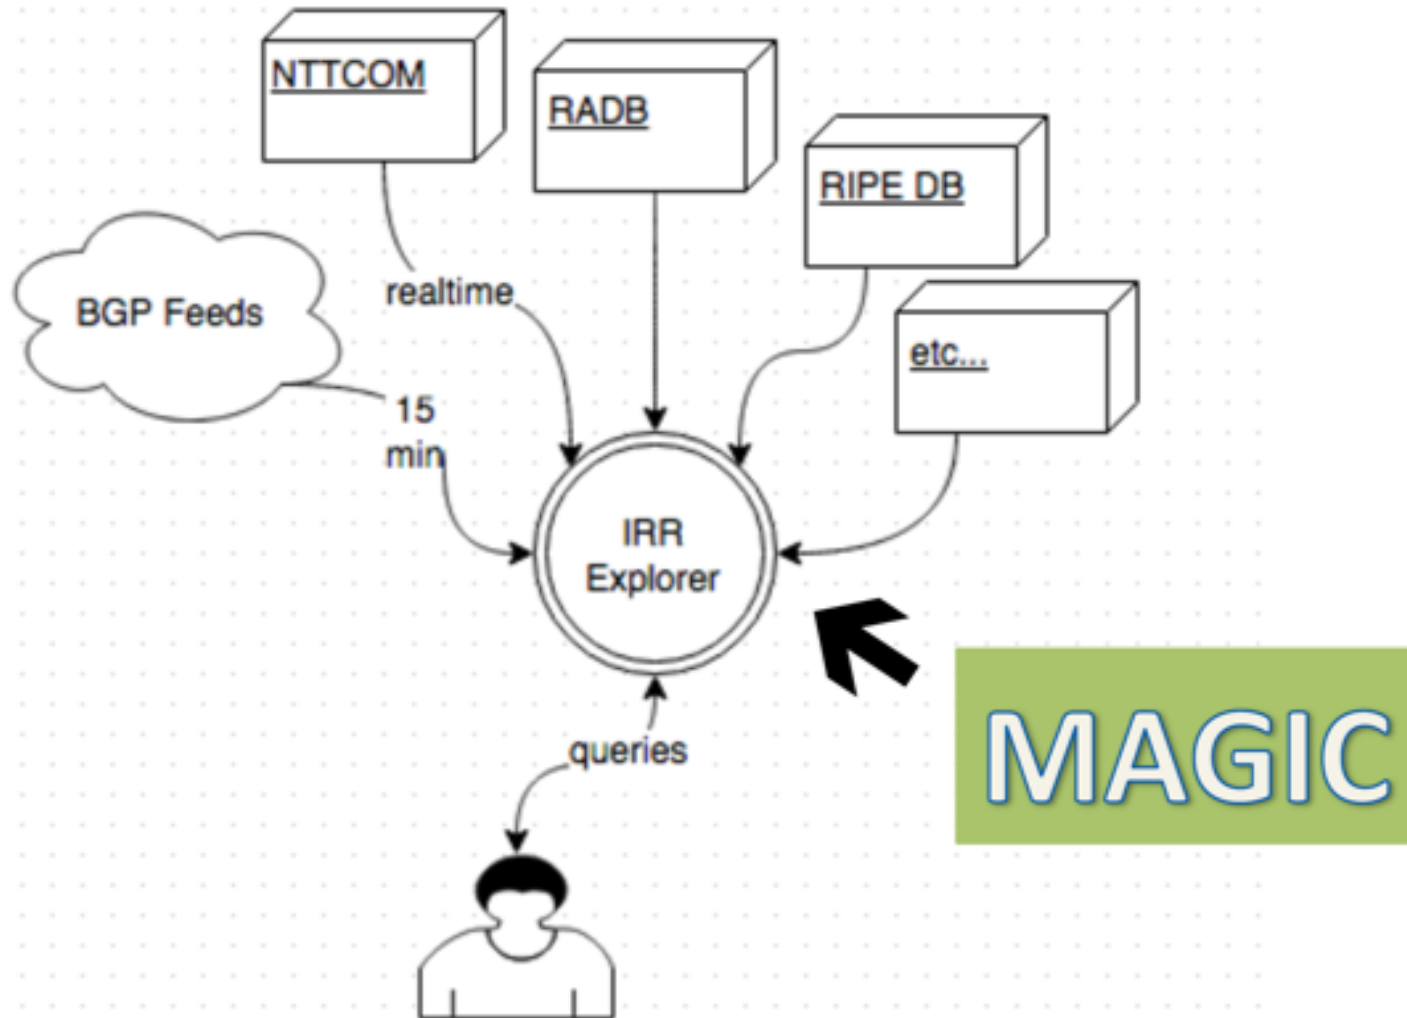 NTTCOM
RADB
RIPE DB
etc...
BGP Feeds
realtime
15
min
IRR
Explorer
queries
MAGIC